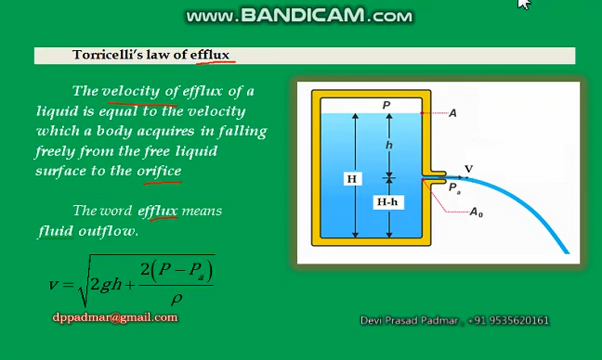 www.BANDICAM.com
Torricelli's law of efflux
The velocity of efflux of a
liquid is equal to the velocity
which a body acquires in falling
freely from the free liquid
surface to the orifice
The word efflux means
fluid outflow.
v = √(2gh + 2(P − Pₐ)/ρ)
P
A
h
H
V
Pₐ
H-h
A₀
dppadmar@gmail.com
Devi Prasad Padmar , +91 9535620161